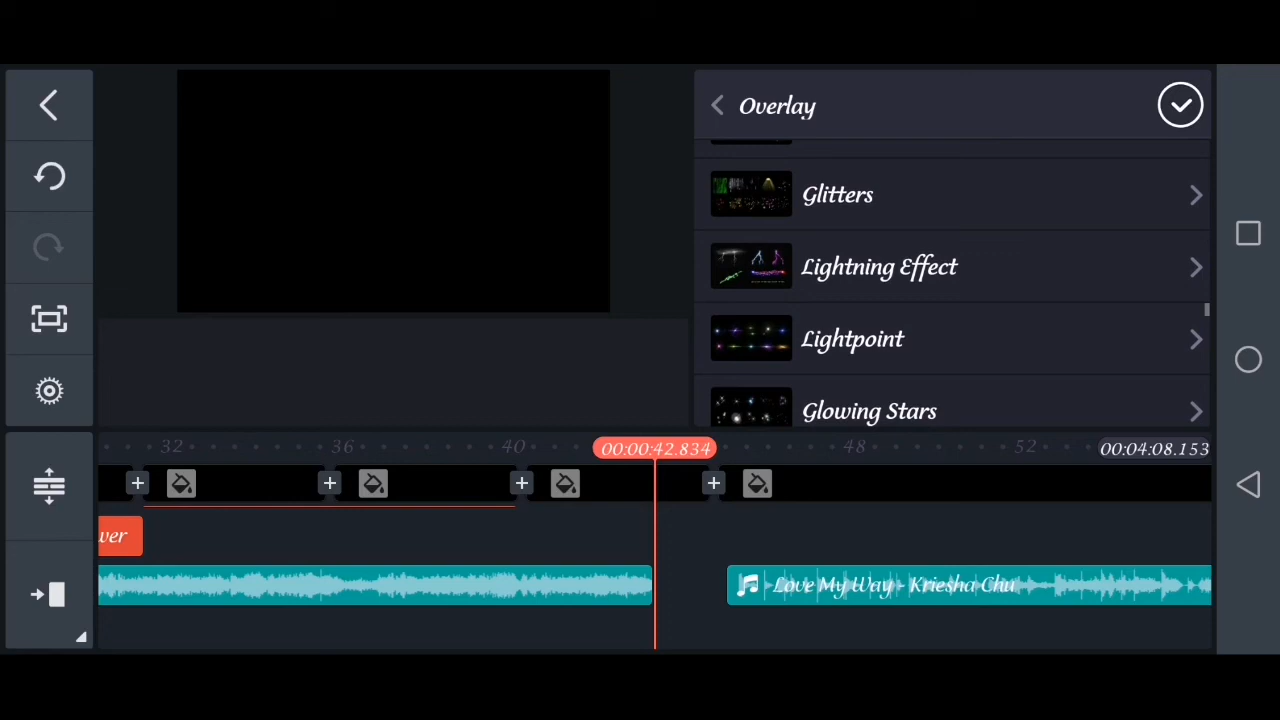 Overlay
Glitters
Lightning Effect
Lightpoint
Glowing Stars
32 36 40 00:00:42.834 48 52 00:04:08.153
wer
Love My Way - Kriesha Chu